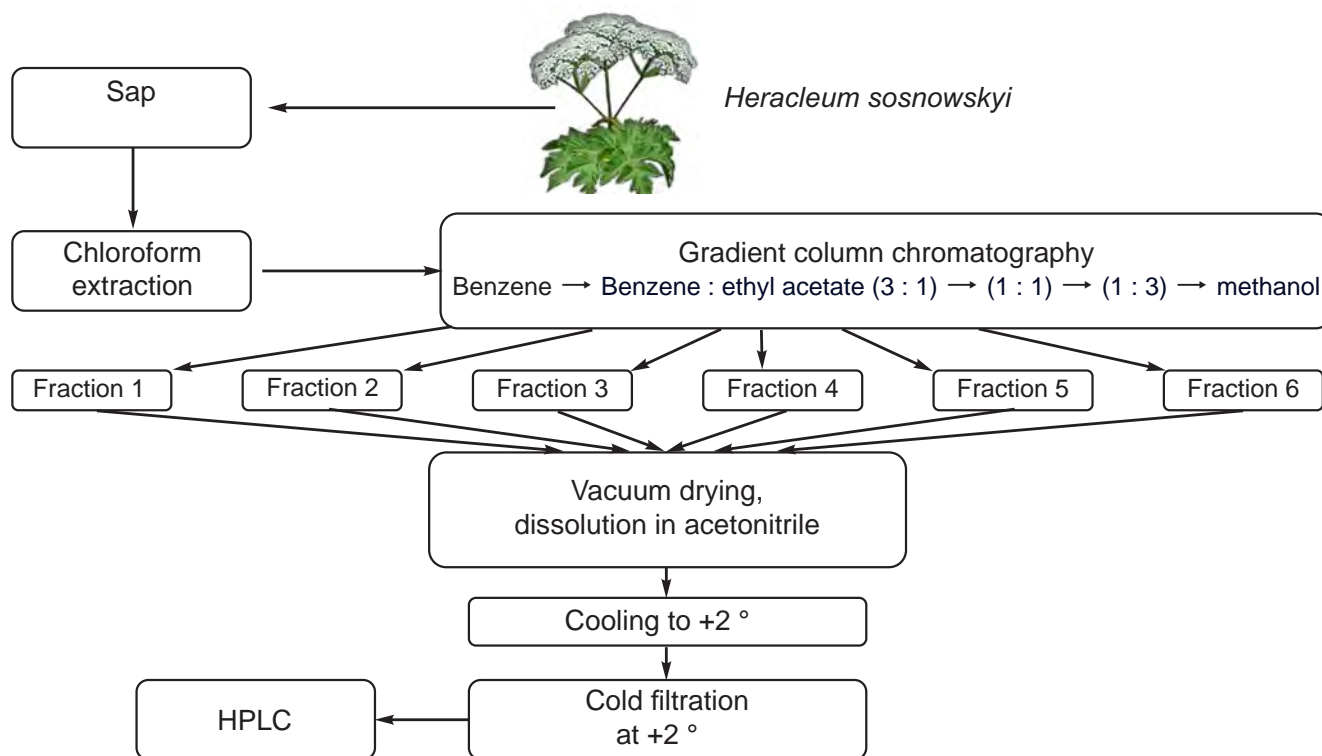 Sap
Heracleum sosnowskyi
Chloroform
extraction
Gradient column chromatography
Benzene → Benzene : ethyl acetate (3 : 1) → (1 : 1) → (1 : 3) → methanol
Fraction 1
Fraction 2
Fraction 3
Fraction 4
Fraction 5
Fraction 6
Vacuum drying,
dissolution in acetonitrile
Cooling to +2 °
Cold filtration
at +2 °
HPLC